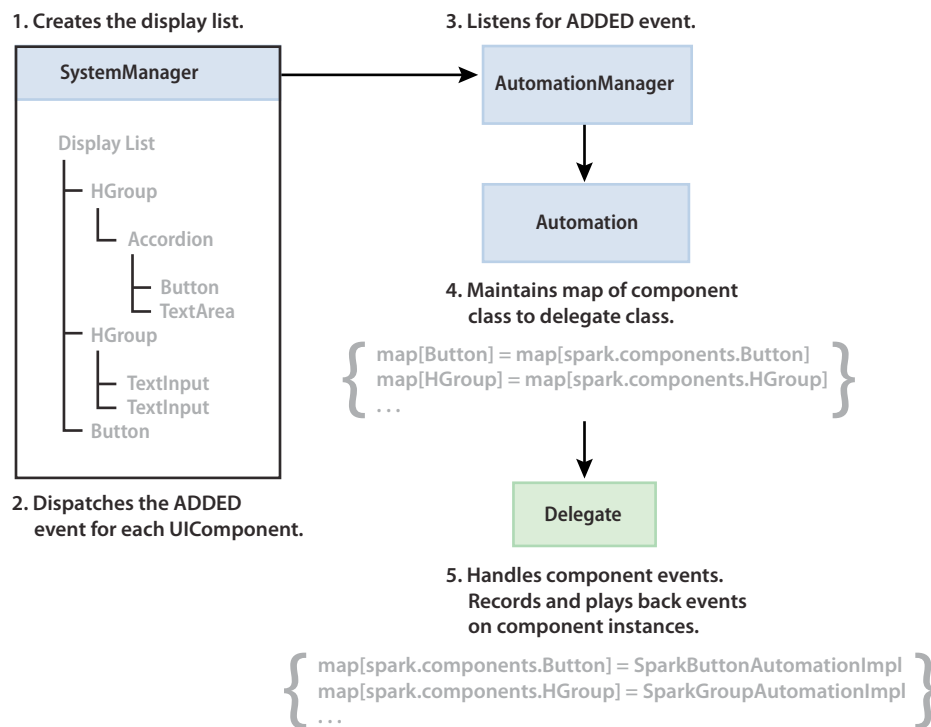 1. Creates the display list.
SystemManager
Display List
HGroup
Accordion
Button
TextArea
HGroup
TextInput
TextInput
Button
2. Dispatches the ADDED
event for each UIComponent.
3. Listens for ADDED event.
AutomationManager
Automation
4. Maintains map of component
class to delegate class.
{ map[Button] = map[spark.components.Button]
map[HGroup] = map[spark.components.HGroup]
. . . }
Delegate
5. Handles component events.
Records and plays back events
on component instances.
{ map[spark.components.Button] = SparkButtonAutomationImpl
map[spark.components.HGroup] = SparkGroupAutomationImpl
. . . }